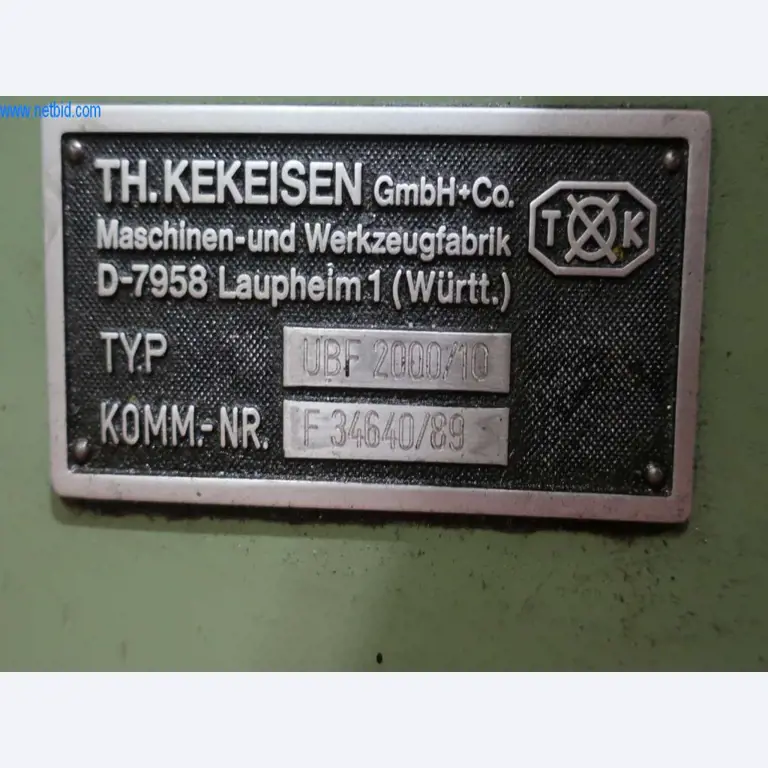 www.netbid.com
TH. KEKEISEN GmbH+Co.
Maschinen-und Werkzeugfabrik
D-7958 Laupheim 1 (Württ.)
T K
TYP UBF 2000/10
KOMM.-NR. F 34640/89